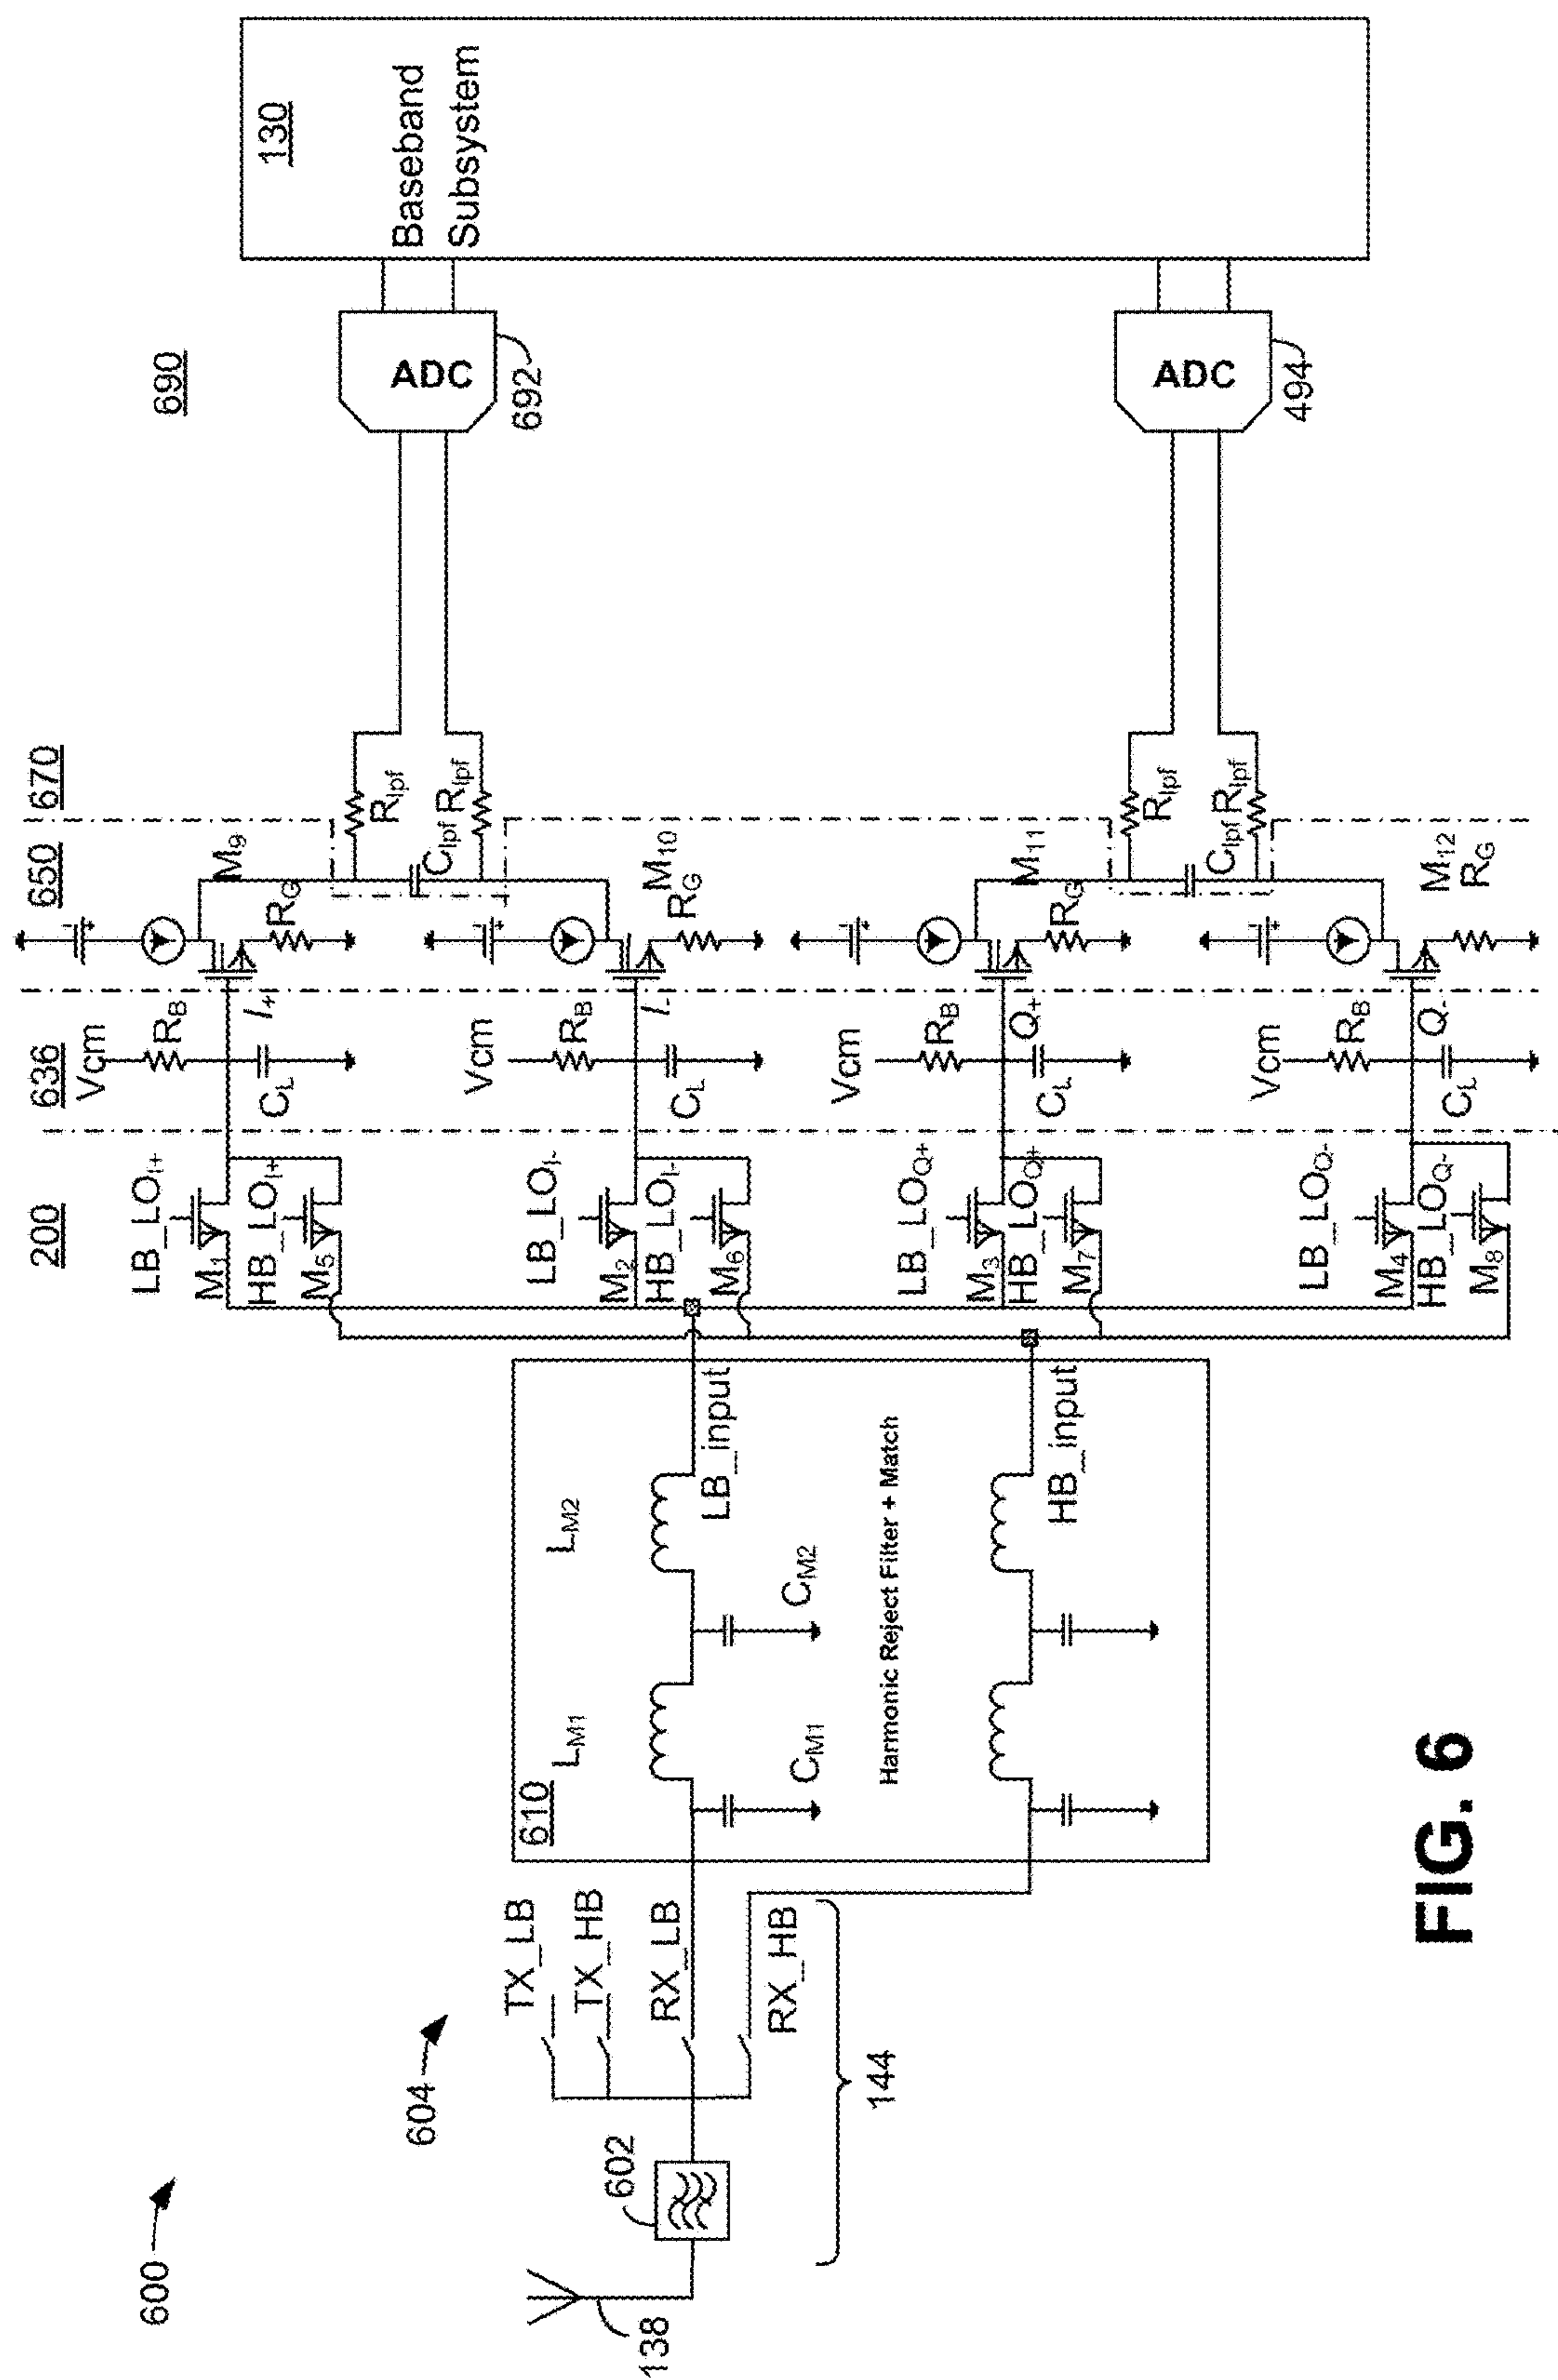 600
138
602
604
144
TX_LB
TX_HB
RX_LB
RX_HB
610
LM1
LM2
CM1
CM2
LB_input
Harmonic Reject Filter + Match
HB_input
200
LB_LOI+
M1
HB_LOI+
M5
LB_LOI-
M2
HB_LOI-
M6
LB_LOQ+
M3
HB_LOQ+
M7
LB_LOQ-
M4
HB_LOQ-
M8
636
Vcm
RB
CL
I+
Vcm
RB
CL
I-
Vcm
RB
CL
Q+
Vcm
RB
CL
Q-
650
M9
RG
M10
RG
M11
RG
M12
RG
670
Rlpf
Clpf
Rlpf
Rlpf
Clpf
Rlpf
690
ADC
692
ADC
494
130
Baseband
Subsystem
FIG. 6